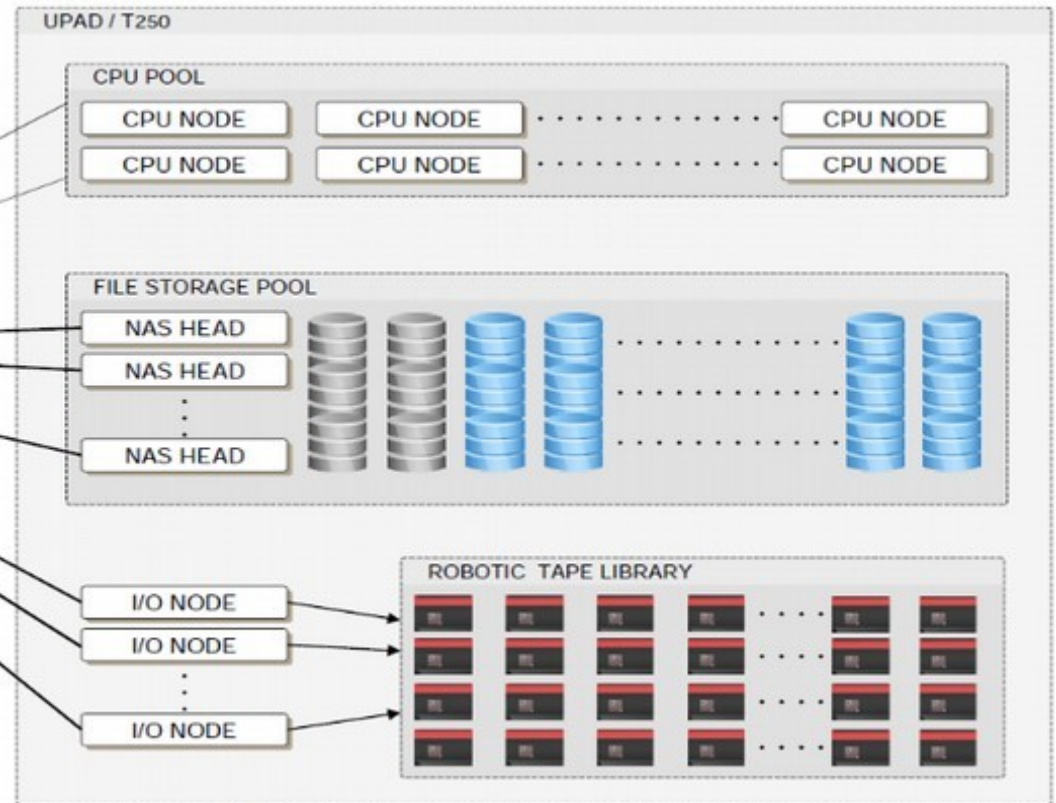 UPAD / T250
CPU POOL
CPU NODE CPU NODE CPU NODE
CPU NODE CPU NODE CPU NODE
FILE STORAGE POOL
NAS HEAD
NAS HEAD
NAS HEAD
ROBOTIC TAPE LIBRARY
I/O NODE
I/O NODE
I/O NODE